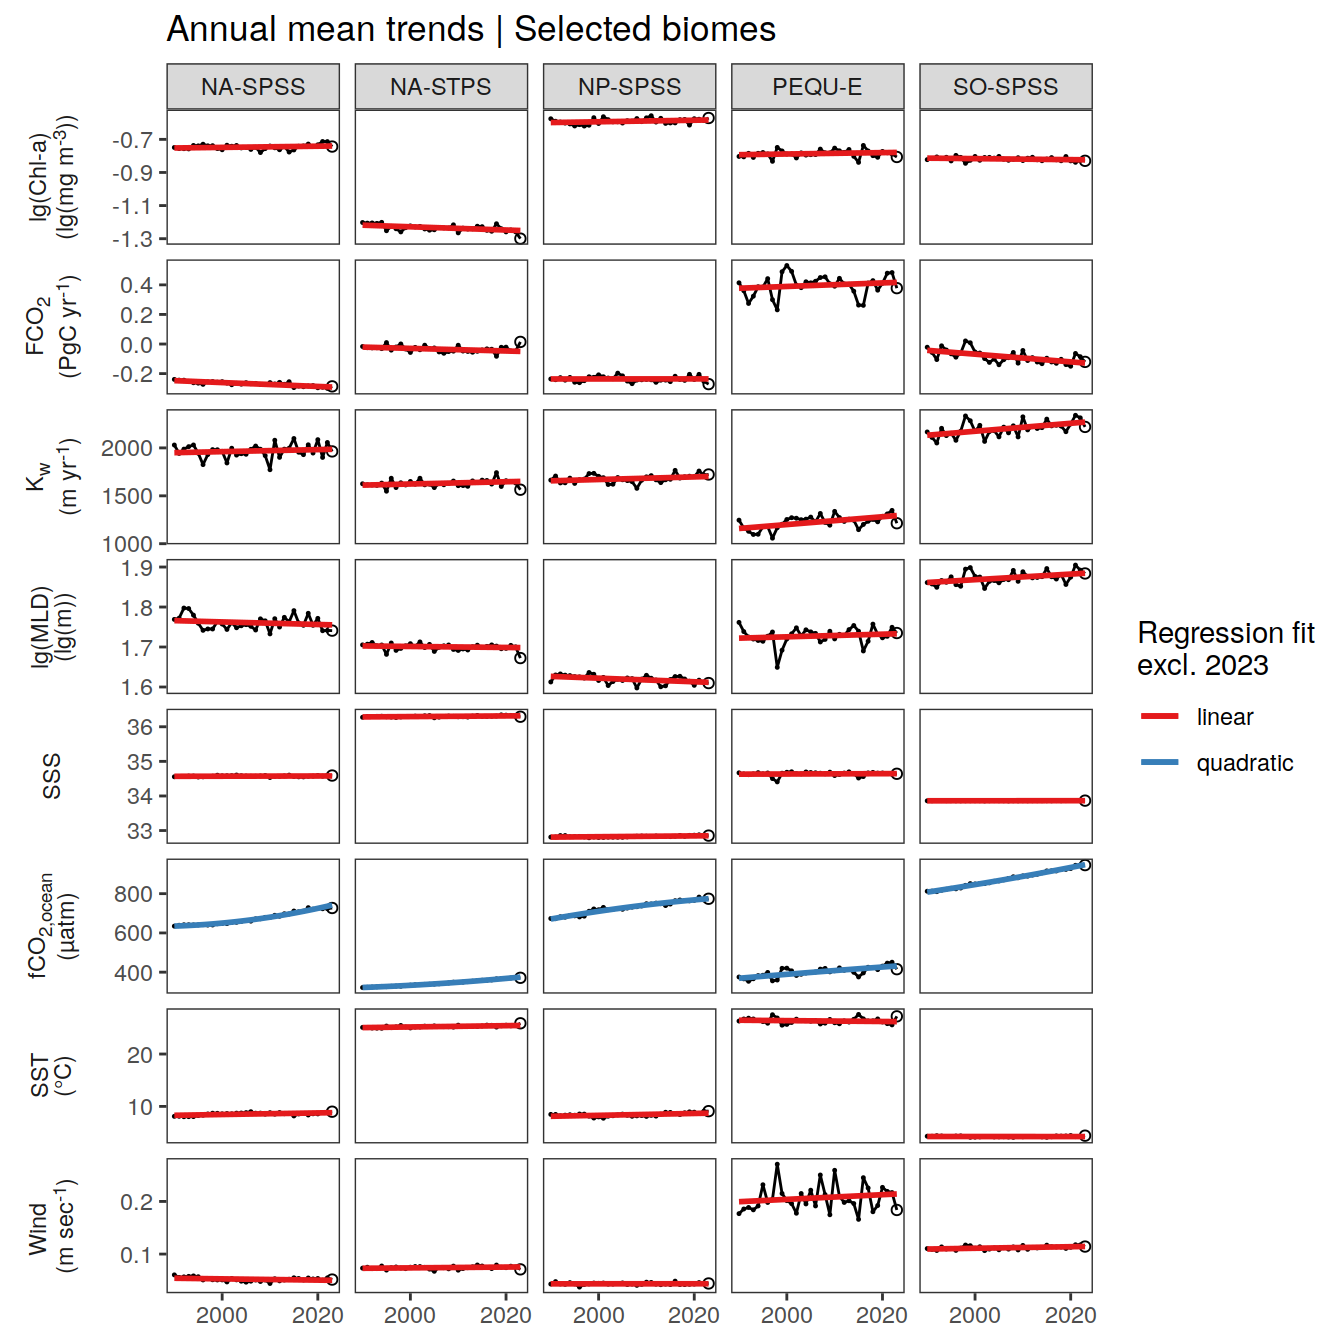 Annual mean trends | Selected biomes
NA-SPSS NA-STPS NP-SPSS PEQU-E SO-SPSS
lg(Chl-a)
(lg(mg m⁻³))
-0.7
-0.9
-1.1
-1.3
FCO₂
(PgC yr⁻¹)
0.4
0.2
0.0
-0.2
K_w
(m yr⁻¹)
2000
1500
1000
lg(MLD)
(lg(m))
1.9
1.8
1.7
1.6
SSS
36
35
34
33
fCO₂,ocean
(µatm)
800
600
400
SST
(°C)
20
10
Wind
(m sec⁻¹)
0.2
0.1
2000 2020 2000 2020 2000 2020 2000 2020 2000 2020
Regression fit
excl. 2023
linear
quadratic